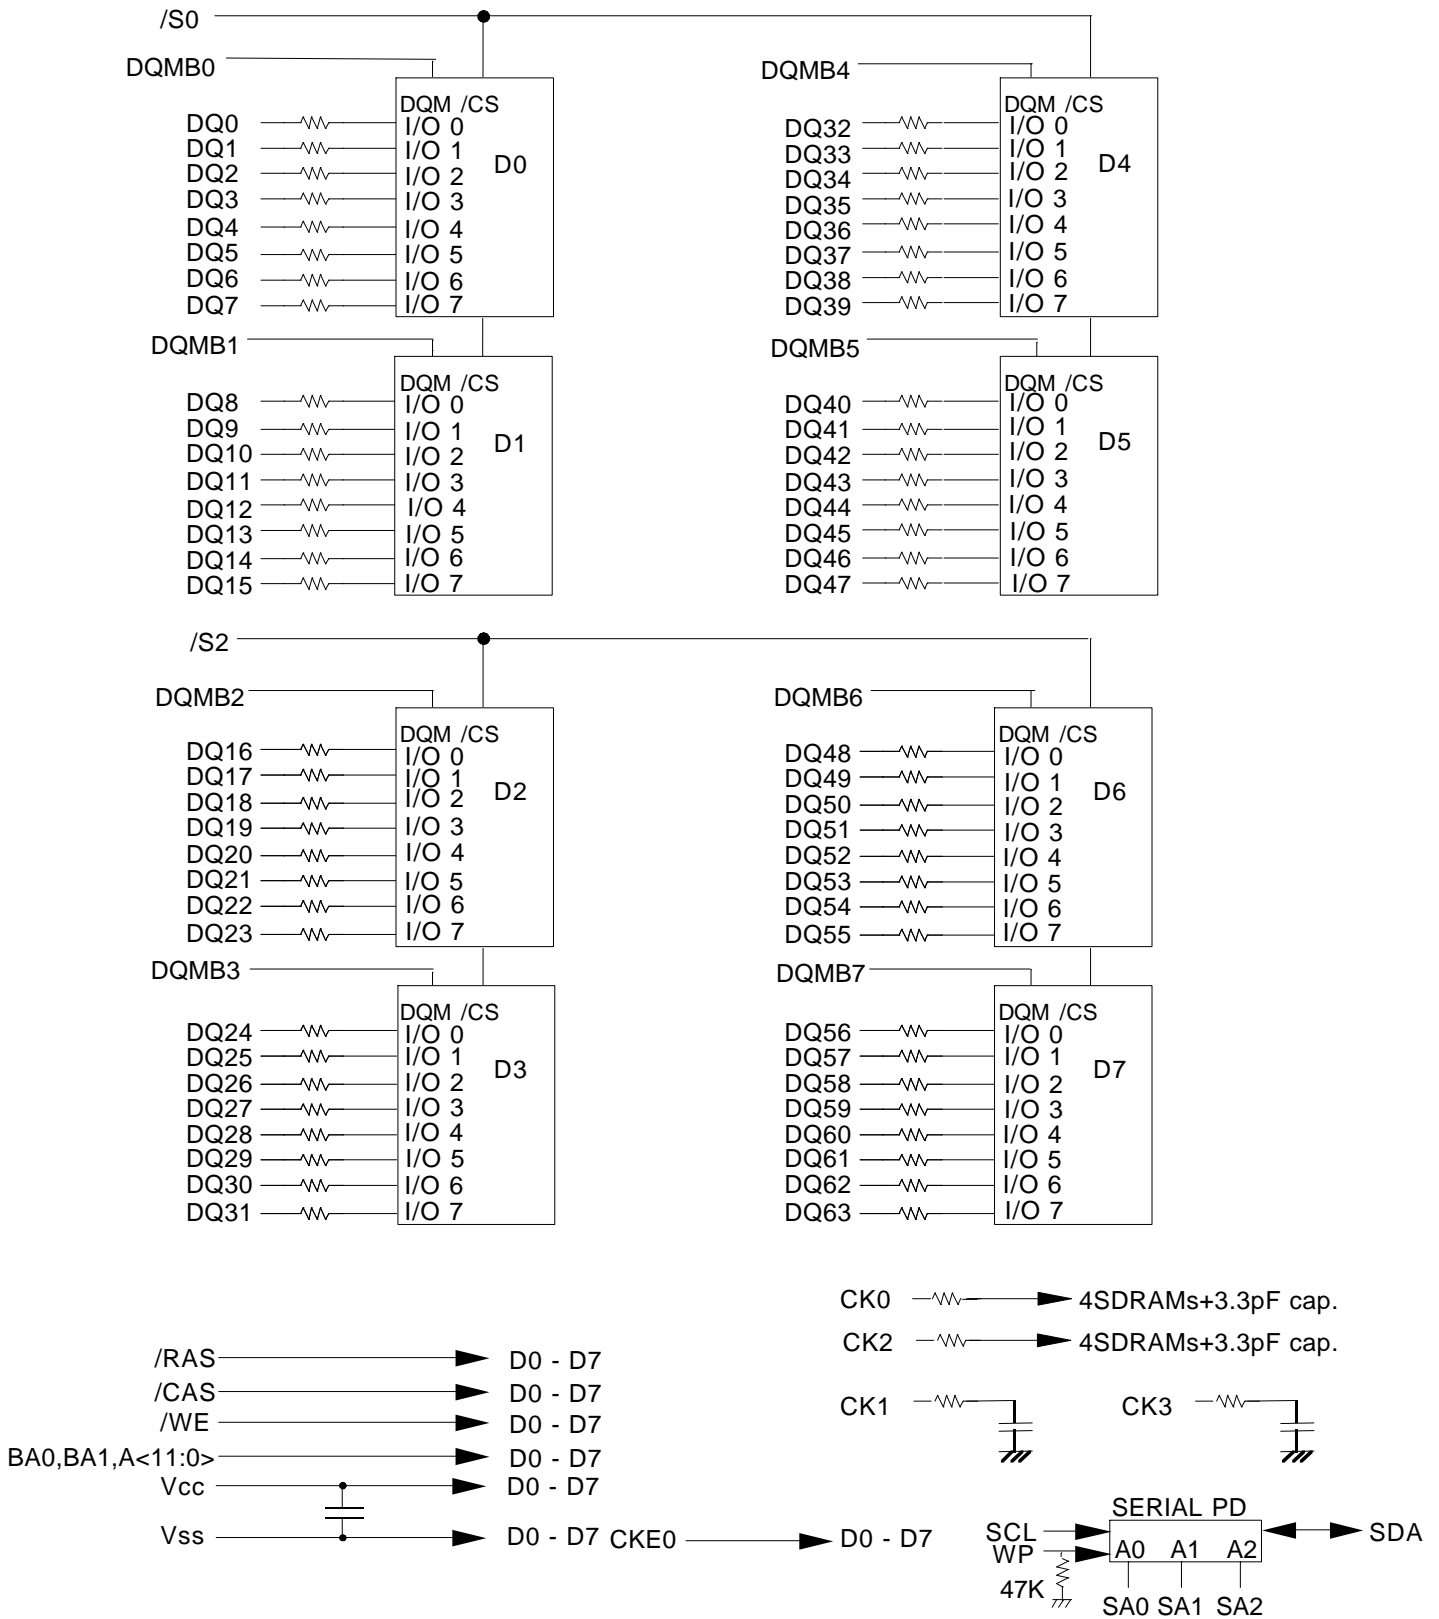 /S0
DQMB0
DQM /CS
DQ0 I/O 0
DQ1 I/O 1
D0
DQ2 I/O 2
DQ3 I/O 3
DQ4 I/O 4
DQ5 I/O 5
DQ6 I/O 6
DQ7 I/O 7
DQMB4
DQM /CS
DQ32 I/O 0
DQ33 I/O 1
D4
DQ34 I/O 2
DQ35 I/O 3
DQ36 I/O 4
DQ37 I/O 5
DQ38 I/O 6
DQ39 I/O 7
DQMB1
DQM /CS
DQ8 I/O 0
DQ9 I/O 1
D1
DQ10 I/O 2
DQ11 I/O 3
DQ12 I/O 4
DQ13 I/O 5
DQ14 I/O 6
DQ15 I/O 7
DQMB5
DQM /CS
DQ40 I/O 0
DQ41 I/O 1
D5
DQ42 I/O 2
DQ43 I/O 3
DQ44 I/O 4
DQ45 I/O 5
DQ46 I/O 6
DQ47 I/O 7
/S2
DQMB2
DQM /CS
DQ16 I/O 0
DQ17 I/O 1
D2
DQ18 I/O 2
DQ19 I/O 3
DQ20 I/O 4
DQ21 I/O 5
DQ22 I/O 6
DQ23 I/O 7
DQMB6
DQM /CS
DQ48 I/O 0
DQ49 I/O 1
D6
DQ50 I/O 2
DQ51 I/O 3
DQ52 I/O 4
DQ53 I/O 5
DQ54 I/O 6
DQ55 I/O 7
DQMB3
DQM /CS
DQ24 I/O 0
DQ25 I/O 1
D3
DQ26 I/O 2
DQ27 I/O 3
DQ28 I/O 4
DQ29 I/O 5
DQ30 I/O 6
DQ31 I/O 7
DQMB7
DQM /CS
DQ56 I/O 0
DQ57 I/O 1
D7
DQ58 I/O 2
DQ59 I/O 3
DQ60 I/O 4
DQ61 I/O 5
DQ62 I/O 6
DQ63 I/O 7
CK0 4SDRAMs+3.3pF cap.
CK2 4SDRAMs+3.3pF cap.
CK1 CK3
/RAS D0 - D7
/CAS D0 - D7
/WE D0 - D7
BA0,BA1,A<11:0> D0 - D7
Vcc D0 - D7
Vss D0 - D7
CKE0 D0 - D7
SERIAL PD
SCL SDA
WP A0 A1 A2
47K
SA0 SA1 SA2